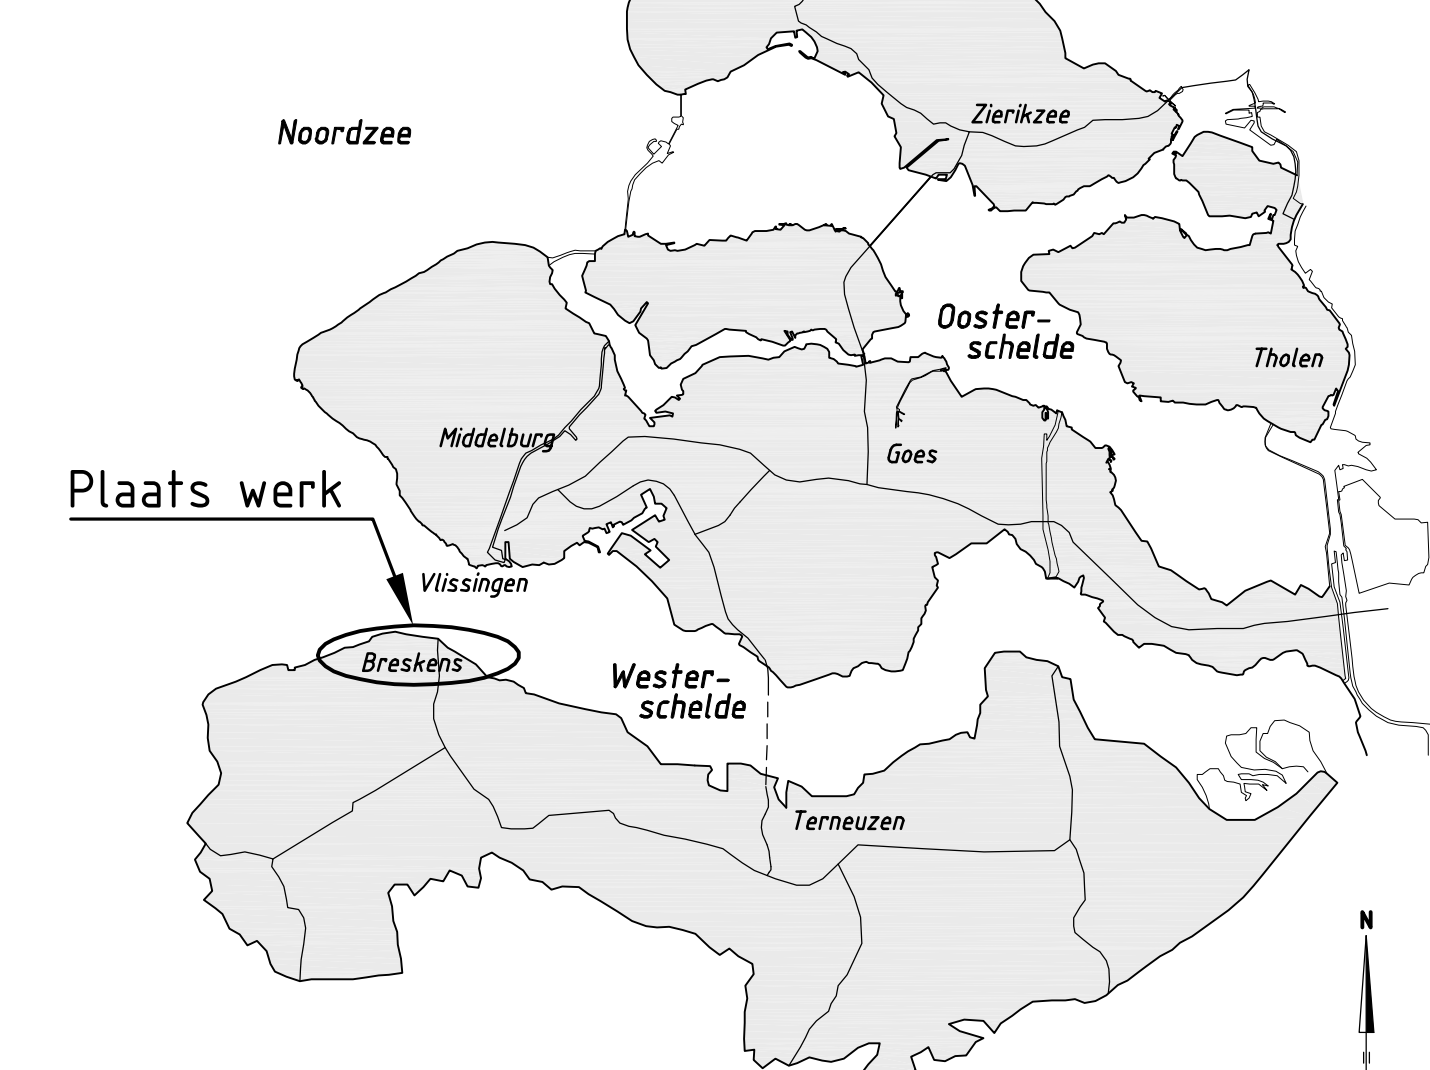 Zierikzee
Noordzee
Ooster-
schelde
Tholen
Middelburg
Goes
Plaats werk
Vlissingen
Breskens
Wester-
schelde
Terneuzen
N